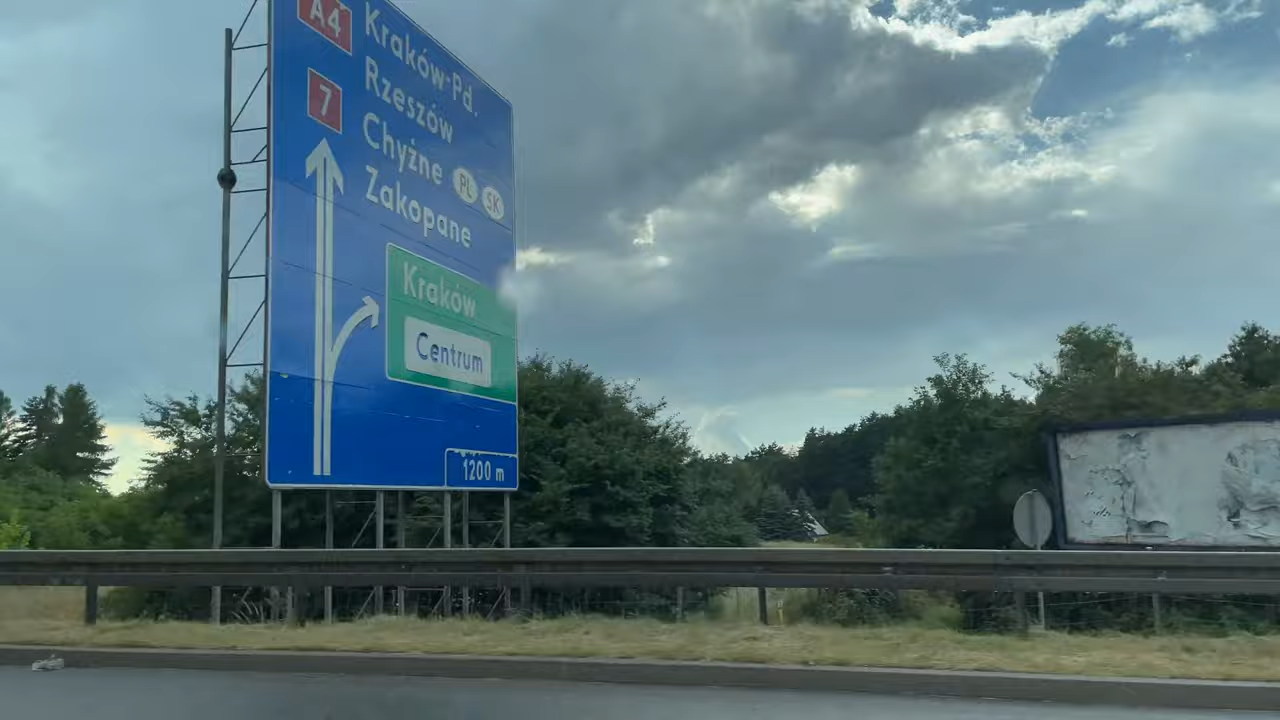 A4
Kraków-Pd.
7
Rzeszów
Chyżne PL SK
Zakopane
Kraków
Centrum
1200 m